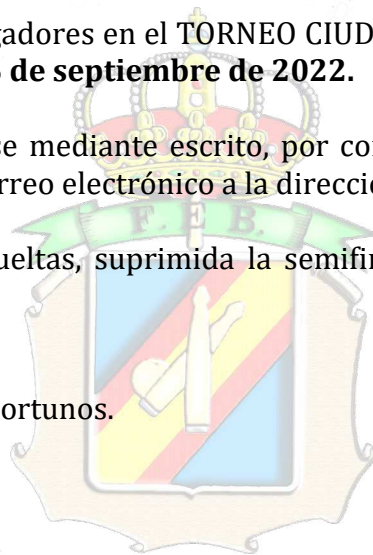 gadores en el TORNEO CIUD
de septiembre de 2022.
se mediante escrito, por co
rreo electrónico a la direcci
F. E. B.
ueltas, suprimida la semifi
ortunos.